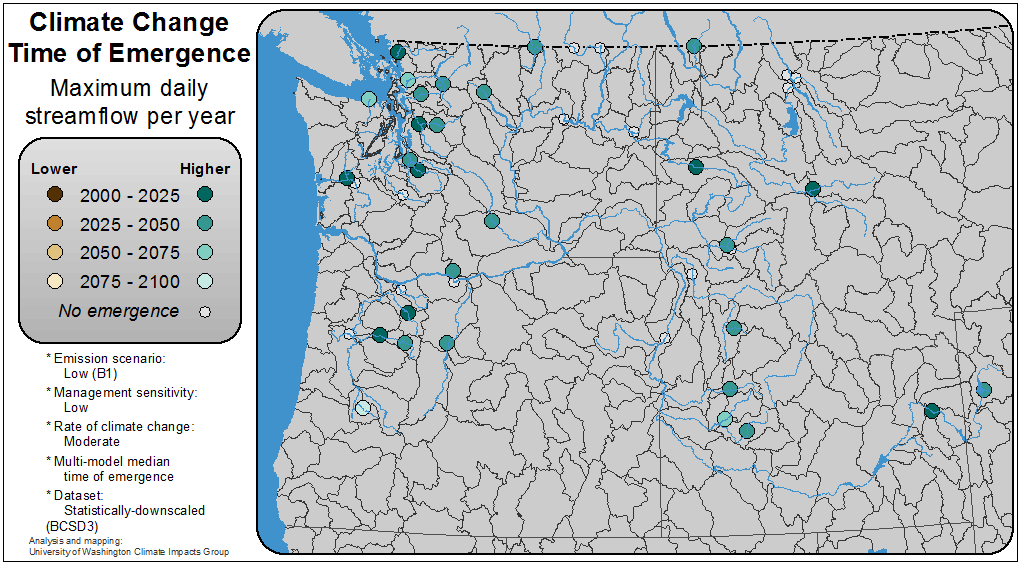 Climate Change
Time of Emergence
Maximum daily
streamflow per year
Lower Higher
2000 - 2025
2025 - 2050
2050 - 2075
2075 - 2100
No emergence
* Emission scenario:
Low (B1)
* Management sensitivity:
Low
* Rate of climate change:
Moderate
* Multi-model median
time of emergence
* Dataset:
Statistically-downscaled
(BCSD3)
Analysis and mapping:
University of Washington Climate Impacts Group